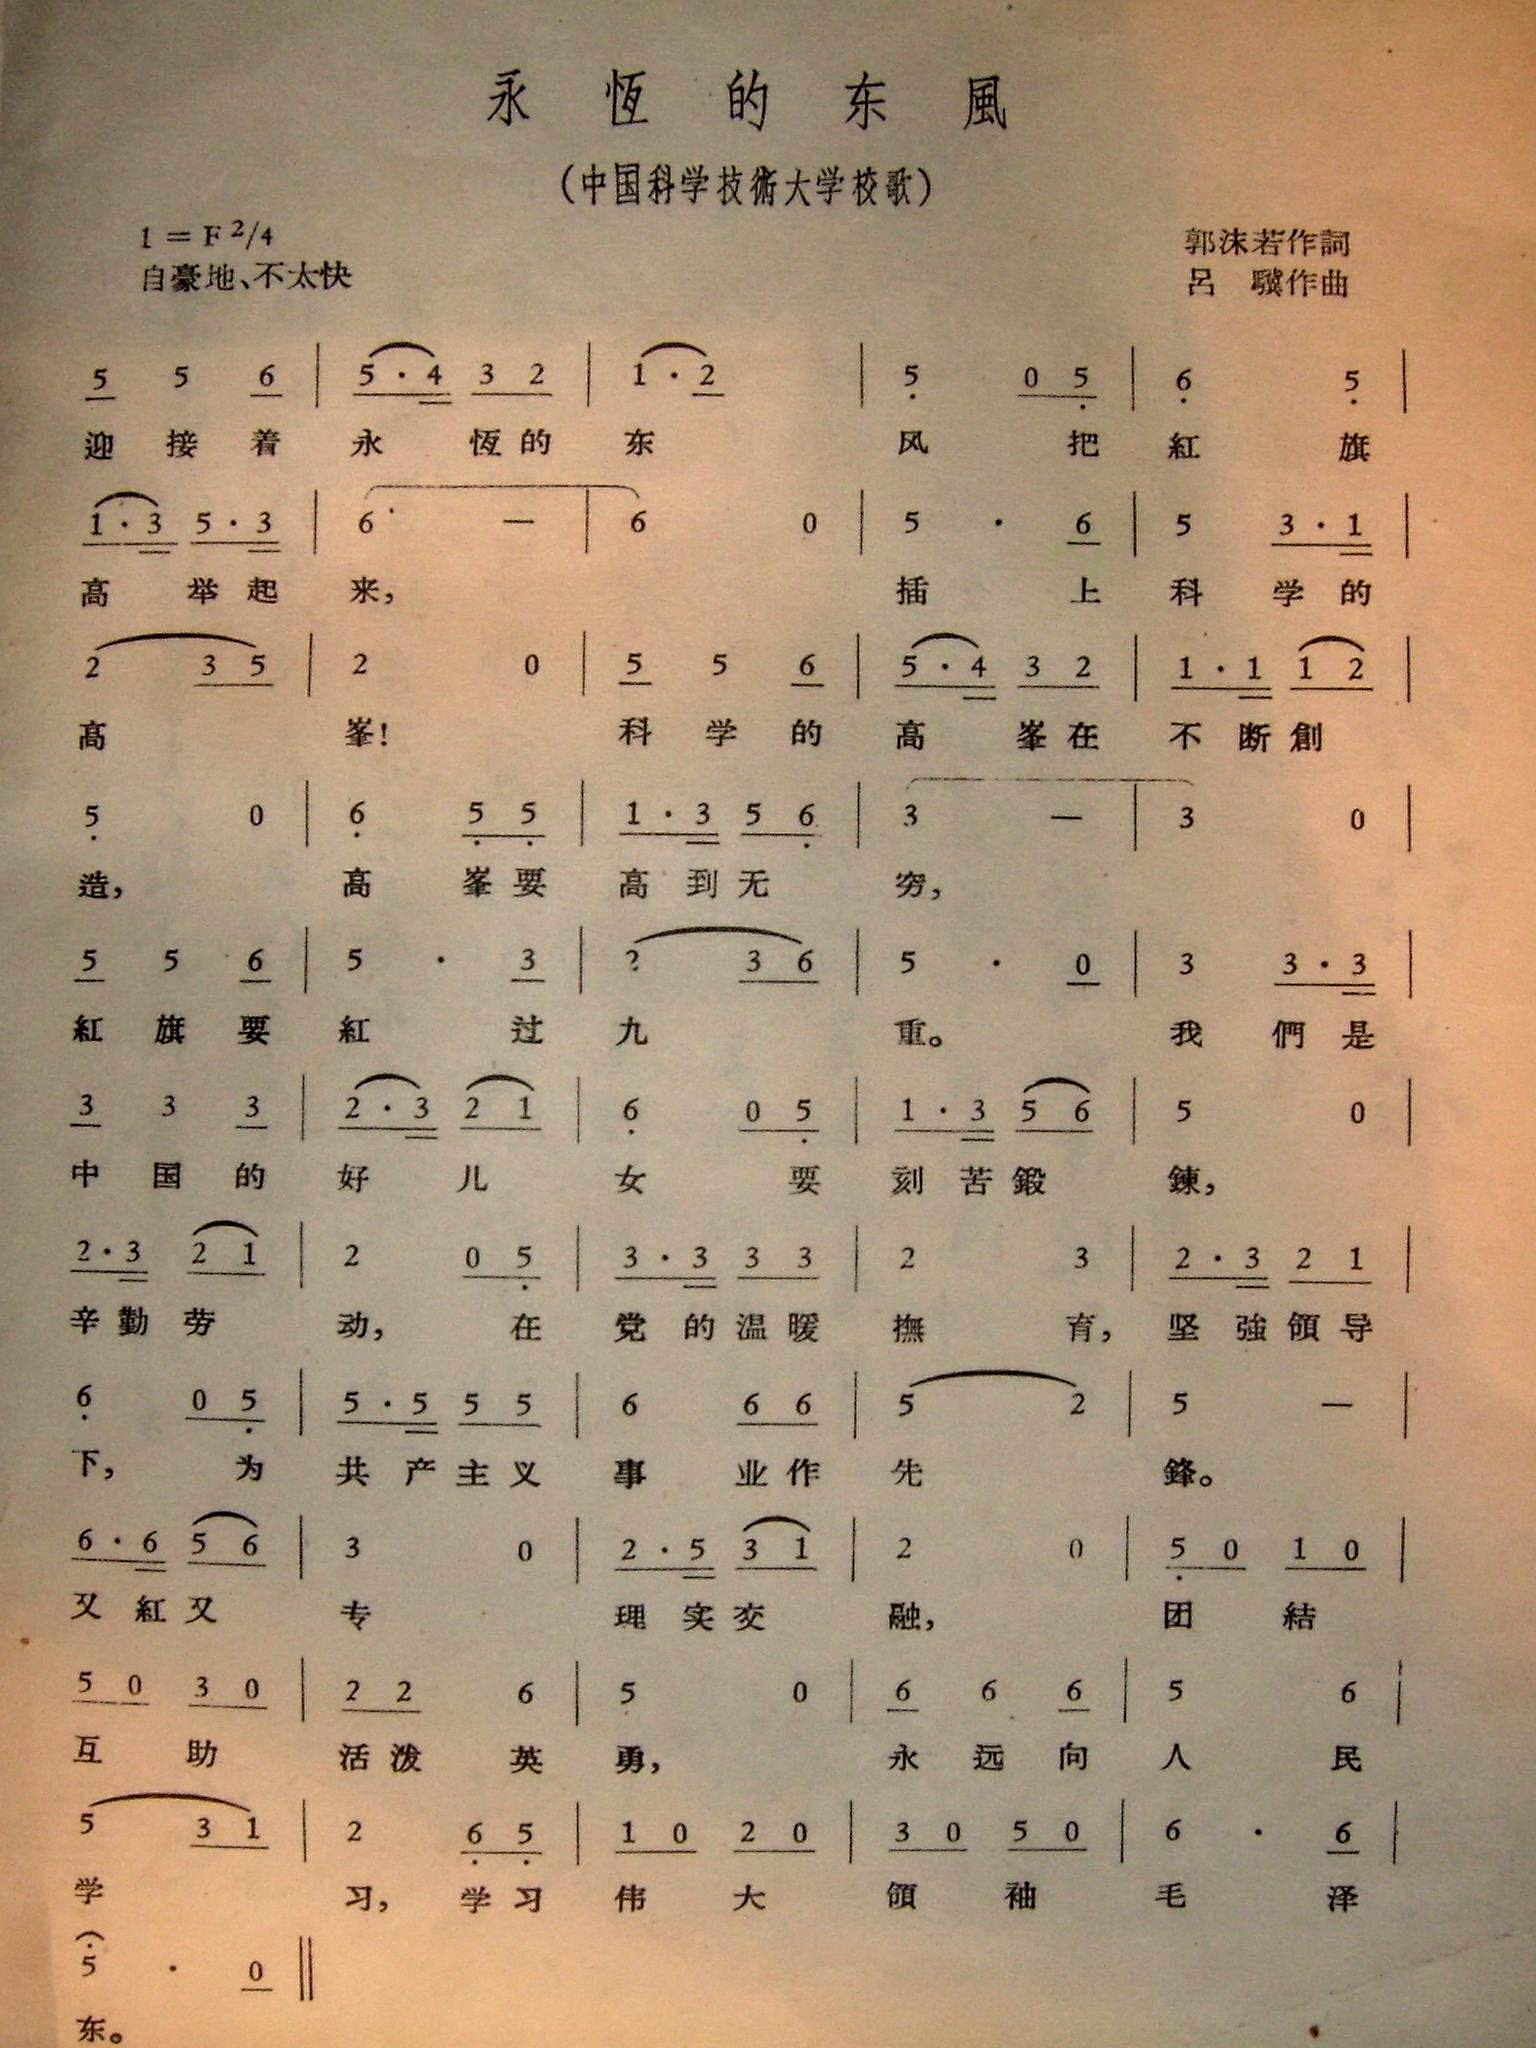 永恆的东風
(中国科学技術大学校歌)
1=F 2/4
自豪地、不太快
郭沫若作詞
呂 驥作曲
5 5 6 | 5·4 3 2 | 1·2 | 5 0 5 | 6 5 |
迎接着永恆的东风把紅旗
1·3 5·3 | 6 — | 6 0 | 5 · 6 | 5 3·1 |
高举起来，插上科学的
2 3 5 | 2 0 | 5 5 6 | 5·4 3 2 | 1·1 1 2 |
高峯！科学的高峯在不断創
5 0 | 6 5 5 | 1·3 5 6 | 3 — | 3 0 |
造，高峯要高到无穷，
5 5 6 | 5 · 3 | 2 3 6 | 5 · 0 | 3 3·3 |
紅旗要紅过九重。我們是
3 3 3 | 2·3 2 1 | 6 0 5 | 1·3 5 6 | 5 0 |
中国的好儿女要刻苦鍛鍊，
2·3 2 1 | 2 0 5 | 3·3 3 3 | 2 3 | 2·3 2 1 |
辛勤劳动，在党的温暖撫育，坚強領导
6 0 5 | 5·5 5 5 | 6 6 6 | 5 2 | 5 — |
下，为共产主义事业作先鋒。
6·6 5 6 | 3 0 | 2·5 3 1 | 2 0 | 5 0 1 0 |
又紅又专理实交融，团結
5 0 3 0 | 2 2 6 | 5 0 | 6 6 6 | 5 6 |
互助活泼英勇，永远向人民
5 3 1 | 2 6 5 | 1 0 2 0 | 3 0 5 0 | 6 · 6 |
学习，学习伟大領袖毛泽
5 · 0 ‖
东。